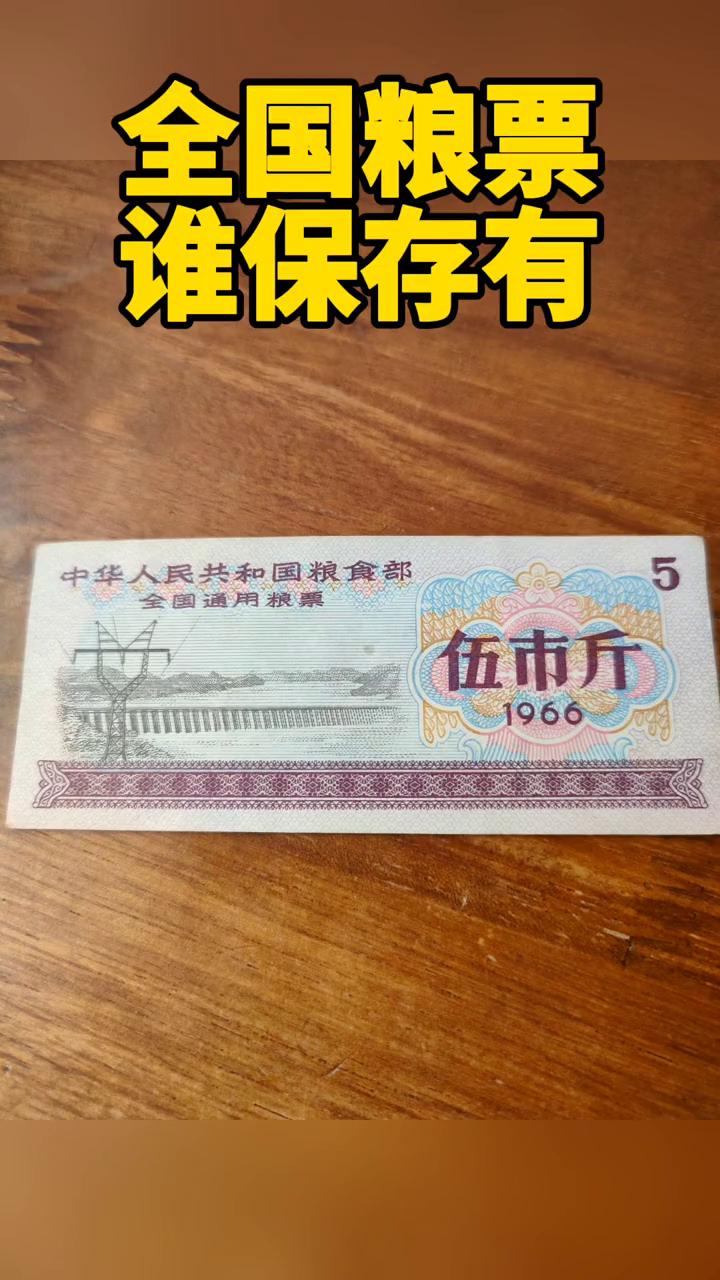 全国粮票
谁保存有
中华人民共和国粮食部
全国通用粮票
5
伍市斤
1966